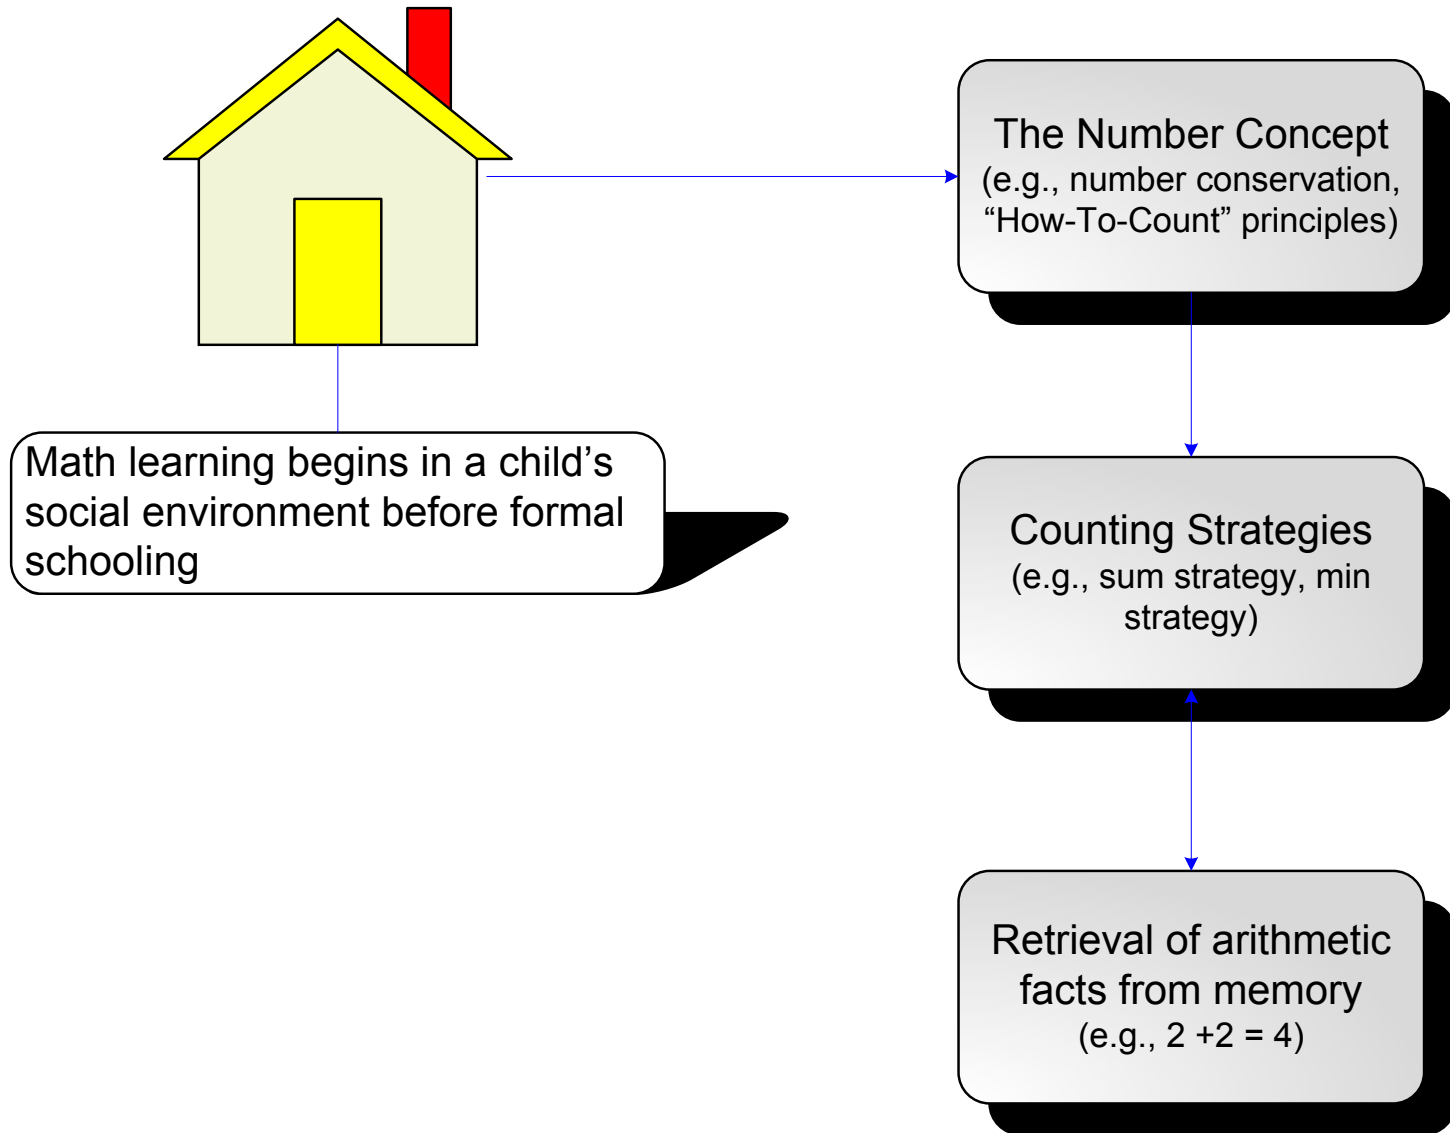 The Number Concept
(e.g., number conservation,
“How-To-Count” principles)
Math learning begins in a child’s
social environment before formal
schooling
Counting Strategies
(e.g., sum strategy, min
strategy)
Retrieval of arithmetic
facts from memory
(e.g., 2 +2 = 4)